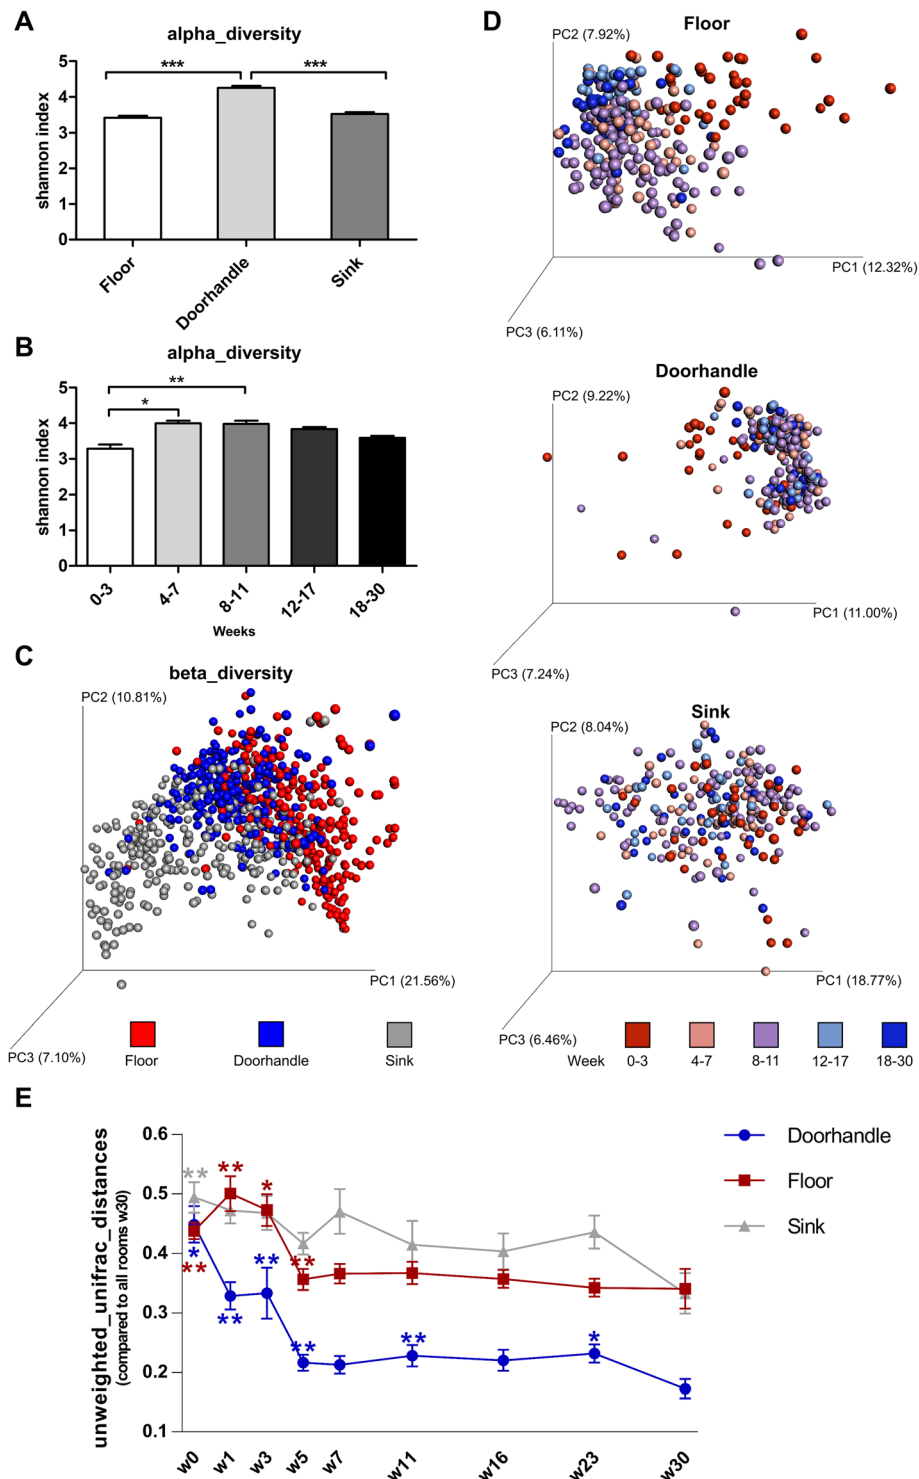 A
alpha_diversity
shannon index
5
4
3
2
1
0
***
***
Floor
Doorhandle
Sink
B
alpha_diversity
shannon index
5
4
3
2
1
0
**
*
0-3
4-7
8-11
12-17
18-30
Weeks
C
beta_diversity
PC2 (10.81%)
PC1 (21.56%)
PC3 (7.10%)
Floor
Doorhandle
Sink
D
Floor
PC2 (7.92%)
PC1 (12.32%)
PC3 (6.11%)
Doorhandle
PC2 (9.22%)
PC1 (11.00%)
PC3 (7.24%)
Sink
PC2 (8.04%)
PC1 (18.77%)
PC3 (6.46%)
Week
0-3
4-7
8-11
12-17
18-30
E
unweighted_unifrac_distances
(compared to all rooms w30)
0.6
0.5
0.4
0.3
0.2
0.1
**
**
*
*
**
**
**
**
**
**
*
w0
w1
w3
w5
w7
w11
w16
w23
w30
Doorhandle
Floor
Sink